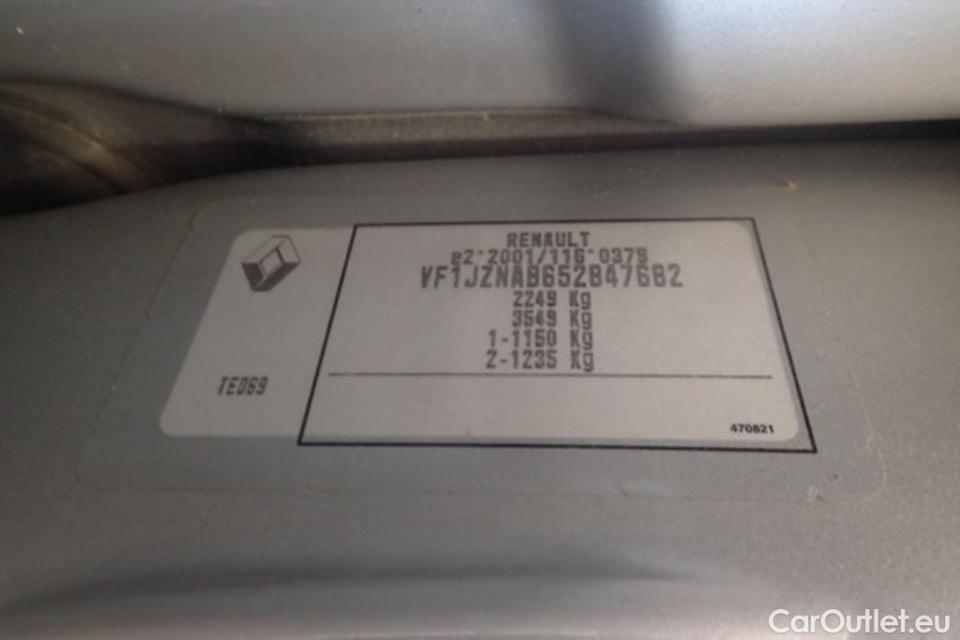 RENAULT
e2*2001/116*0379
VF1JZNAB652847682
2249 Kg
3549 Kg
1-1150 Kg
2-1235 Kg
TED69
470821
CarOutlet.eu